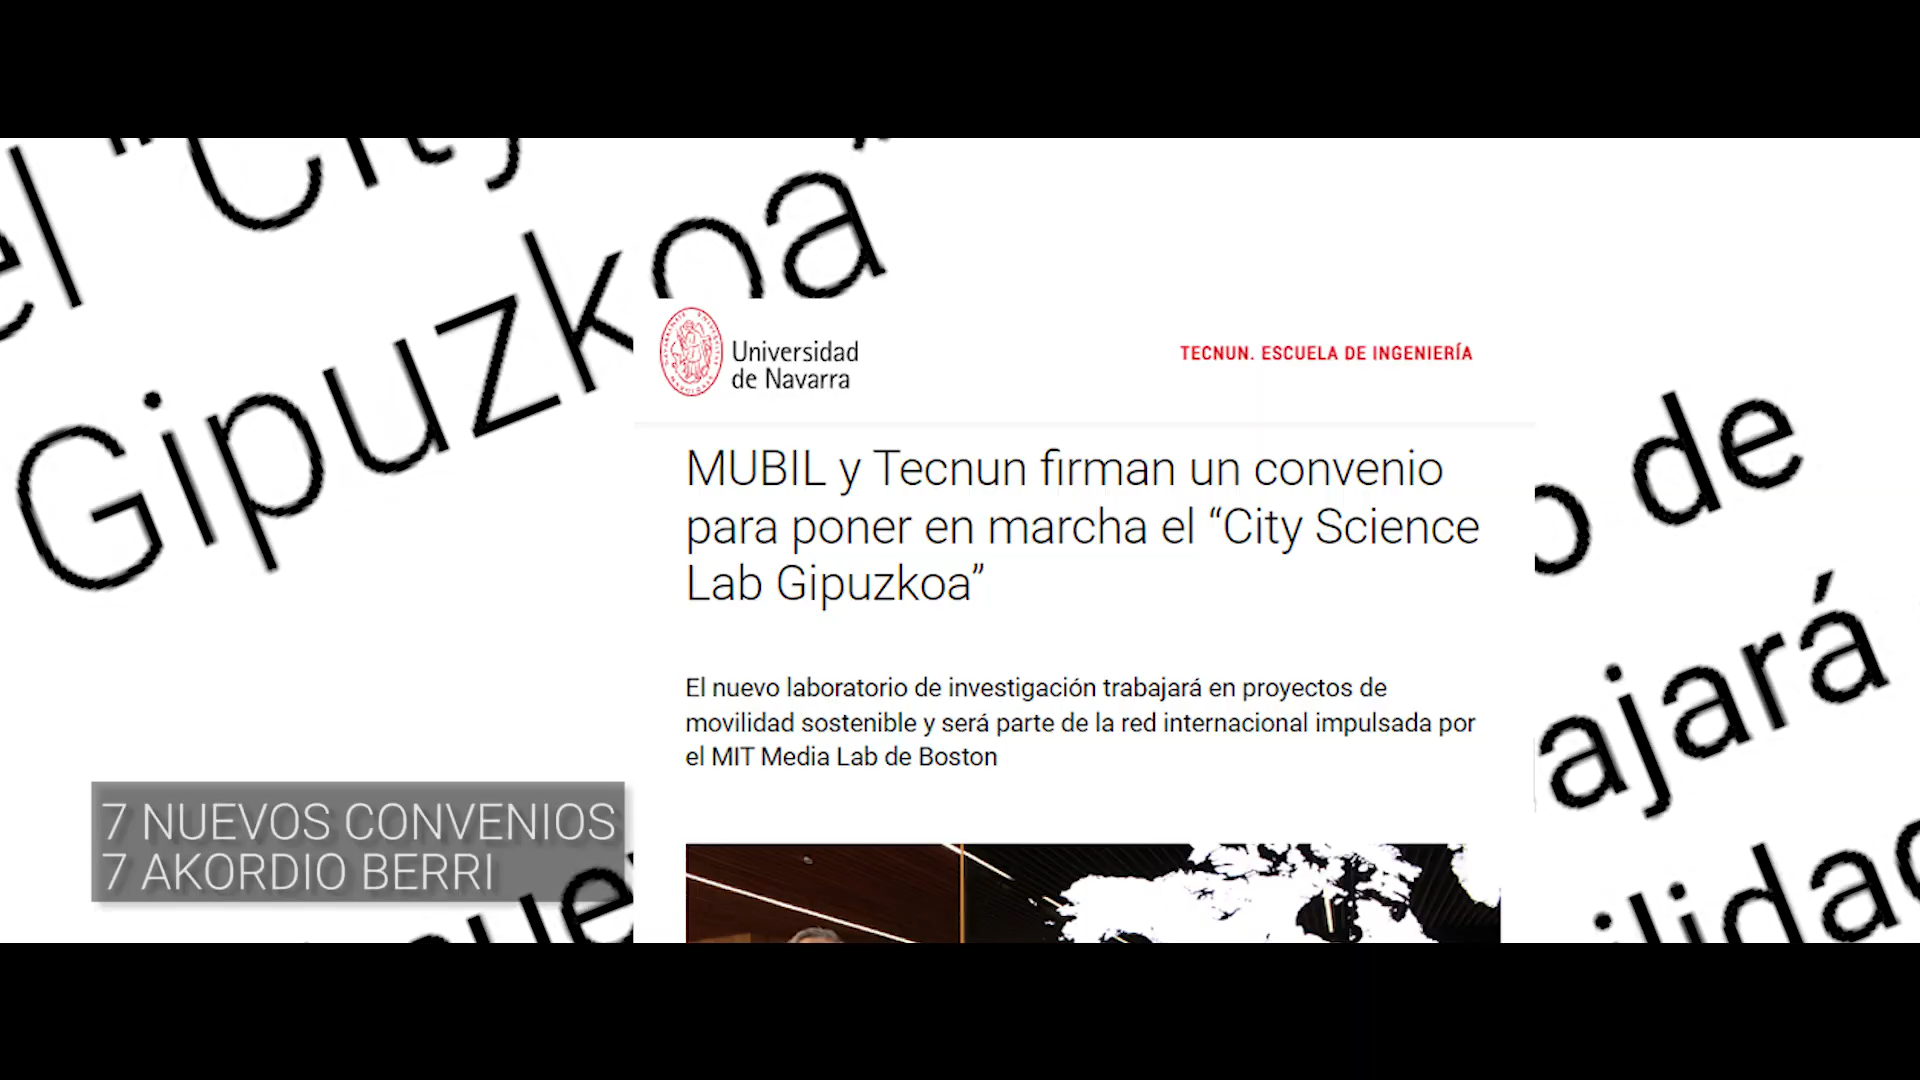 el "City
Gipuzkoa"
Universidad
de Navarra
TECNUN. ESCUELA DE INGENIERÍA
MUBIL y Tecnun firman un convenio
para poner en marcha el “City Science
Lab Gipuzkoa”
El nuevo laboratorio de investigación trabajará en proyectos de
movilidad sostenible y será parte de la red internacional impulsada por
el MIT Media Lab de Boston
de
ajará
7 NUEVOS CONVENIOS
7 AKORDIO BERRI